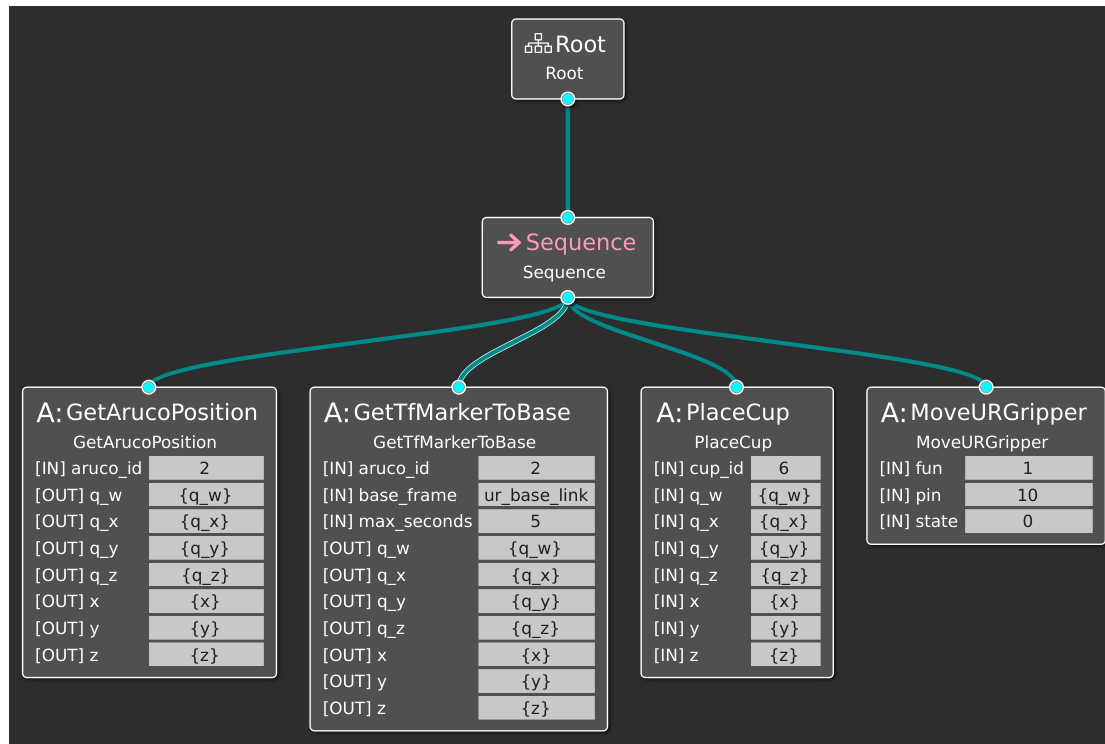 Root
Root
Sequence
Sequence
A: GetArucoPosition
GetArucoPosition
[IN] aruco_id 2
[OUT] q_w {q_w}
[OUT] q_x {q_x}
[OUT] q_y {q_y}
[OUT] q_z {q_z}
[OUT] x {x}
[OUT] y {y}
[OUT] z {z}
A: GetTfMarkerToBase
GetTfMarkerToBase
[IN] aruco_id 2
[IN] base_frame ur_base_link
[IN] max_seconds 5
[OUT] q_w {q_w}
[OUT] q_x {q_x}
[OUT] q_y {q_y}
[OUT] q_z {q_z}
[OUT] x {x}
[OUT] y {y}
[OUT] z {z}
A: PlaceCup
PlaceCup
[IN] cup_id 6
[IN] q_w {q_w}
[IN] q_x {q_x}
[IN] q_y {q_y}
[IN] q_z {q_z}
[IN] x {x}
[IN] y {y}
[IN] z {z}
A: MoveURGripper
MoveURGripper
[IN] fun 1
[IN] pin 10
[IN] state 0